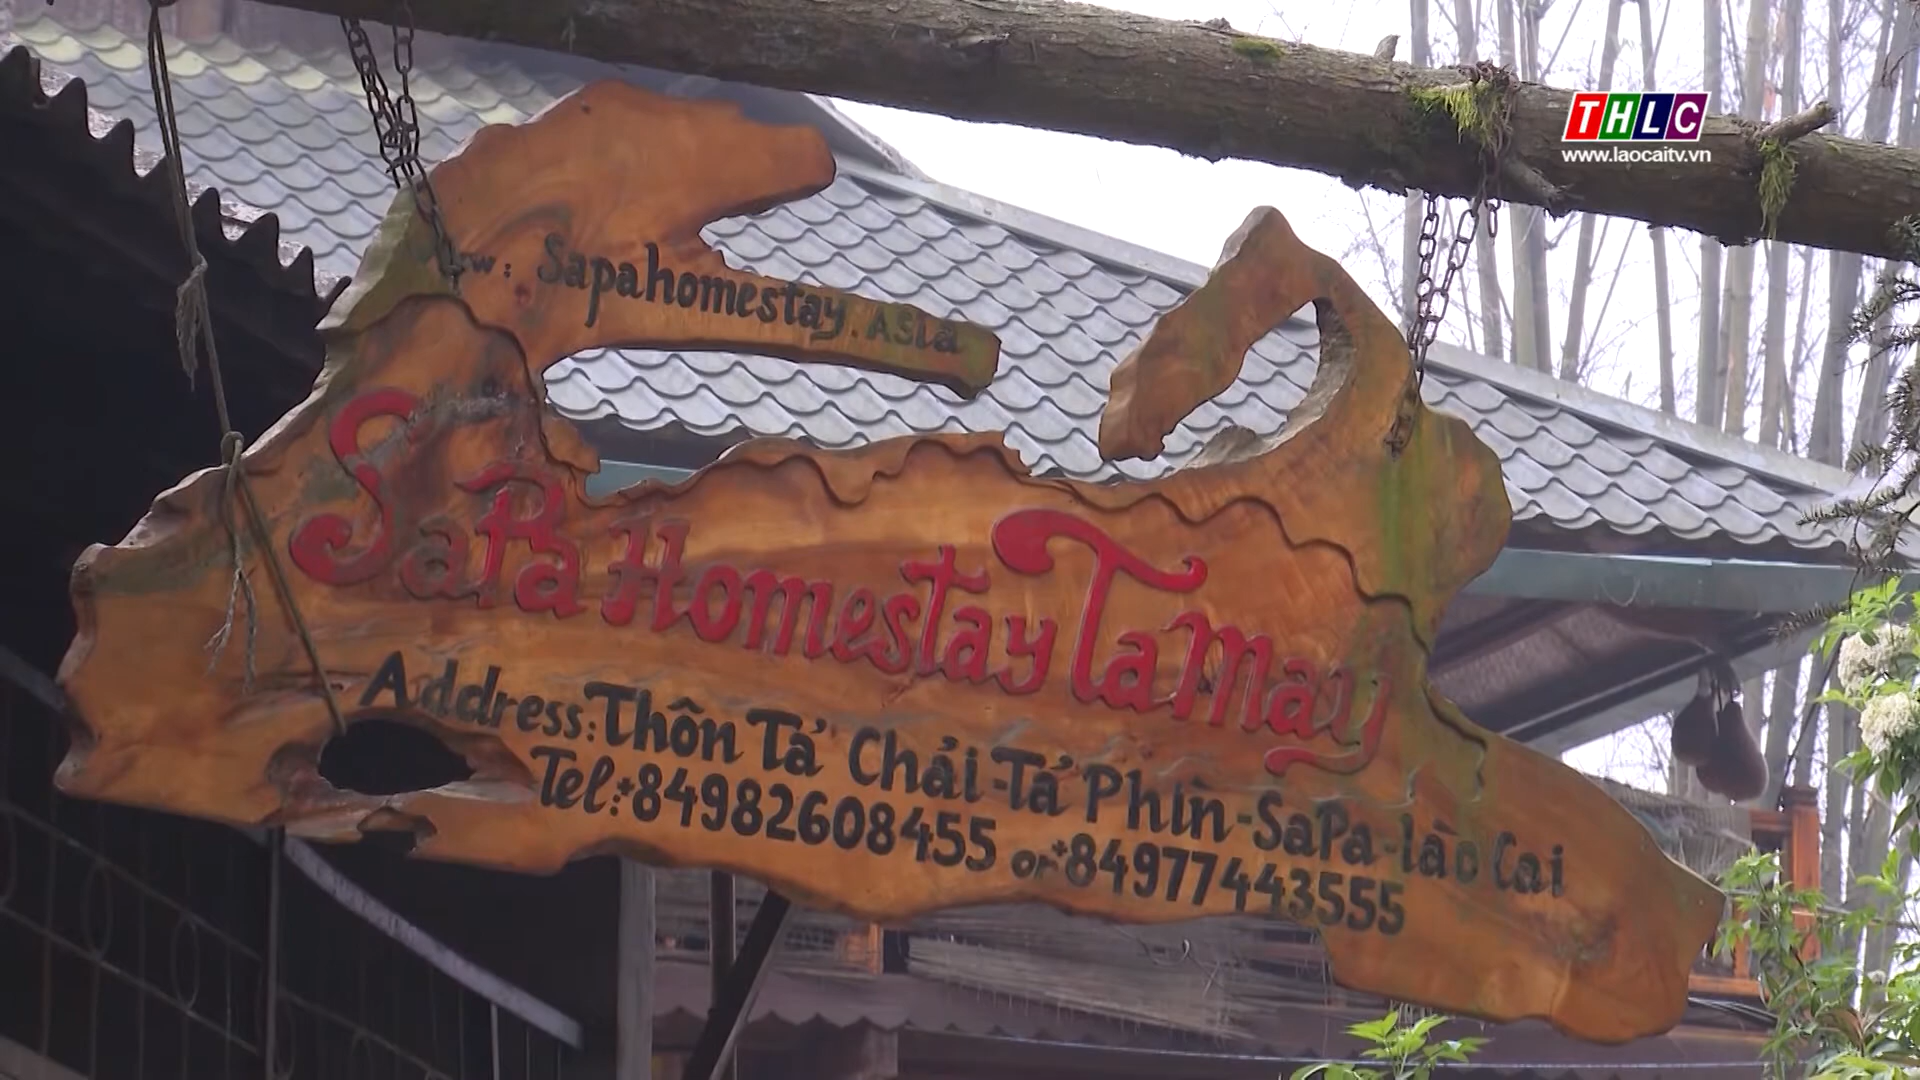 THLC
www.laocaitv.vn
Sapahomestay.ASia
SaPa Homestay Ta May
Address: Thôn Tả Chải-Tả Phìn-SaPa-lào Cai
Tel:+84982608455 or+84977443555